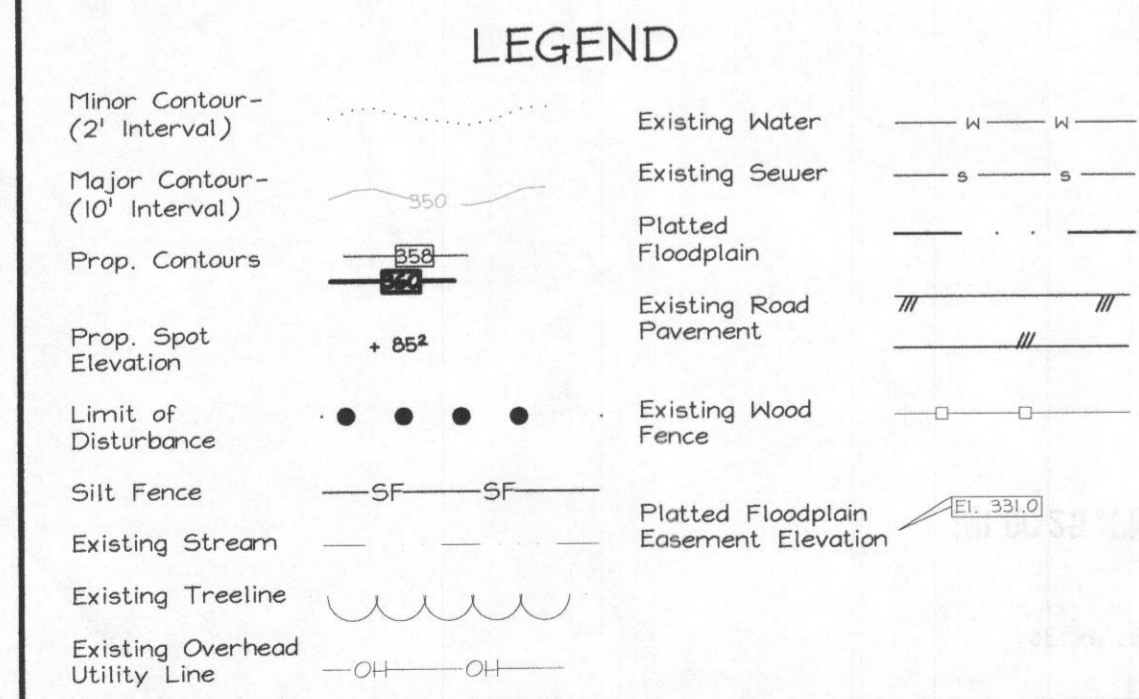 LEGEND
Minor Contour-
(2' Interval)
Major Contour-
(10' Interval)
350
Prop. Contours
358
360
Prop. Spot
Elevation
+ 85²
Limit of
Disturbance
Silt Fence
SF SF
Existing Stream
Existing Treeline
Existing Overhead
Utility Line
OH OH
Existing Water
W W
Existing Sewer
S S
Platted
Floodplain
Existing Road
Pavement
Existing Wood
Fence
Platted Floodplain
Easement Elevation
El. 331.0